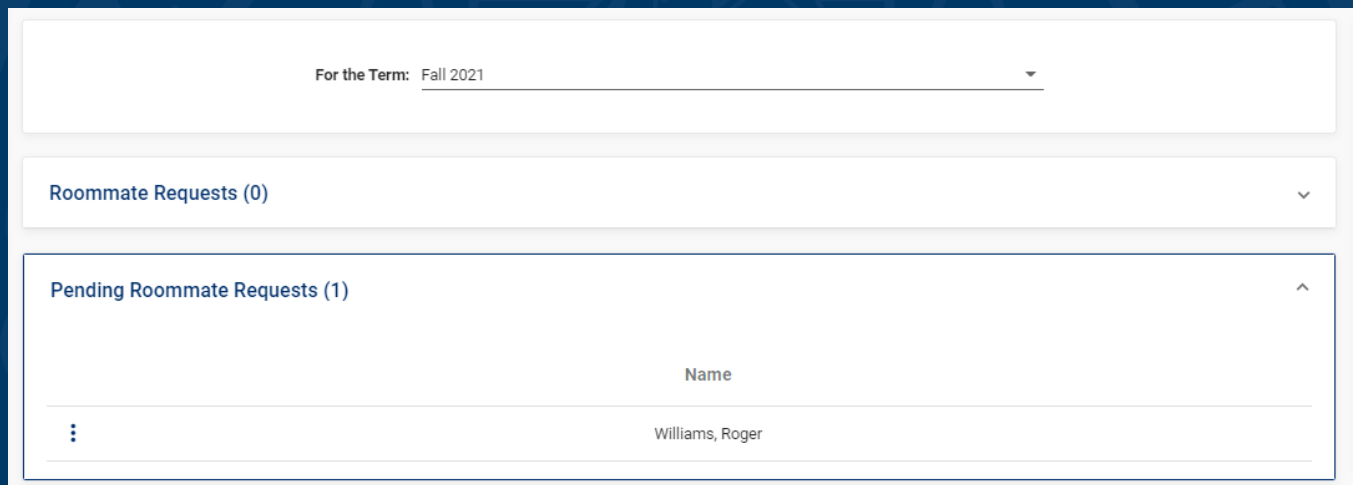 For the Term: Fall 2021
Roommate Requests (0)
Pending Roommate Requests (1)
Name
Williams, Roger